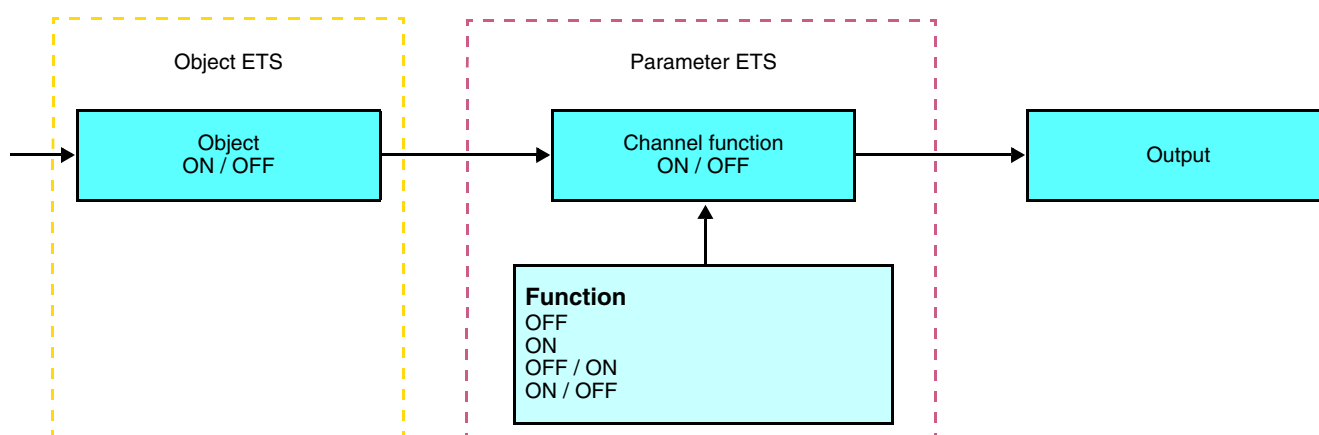 Object ETS
Parameter ETS
Object
ON / OFF
Channel function
ON / OFF
Output
Function
OFF
ON
OFF / ON
ON / OFF